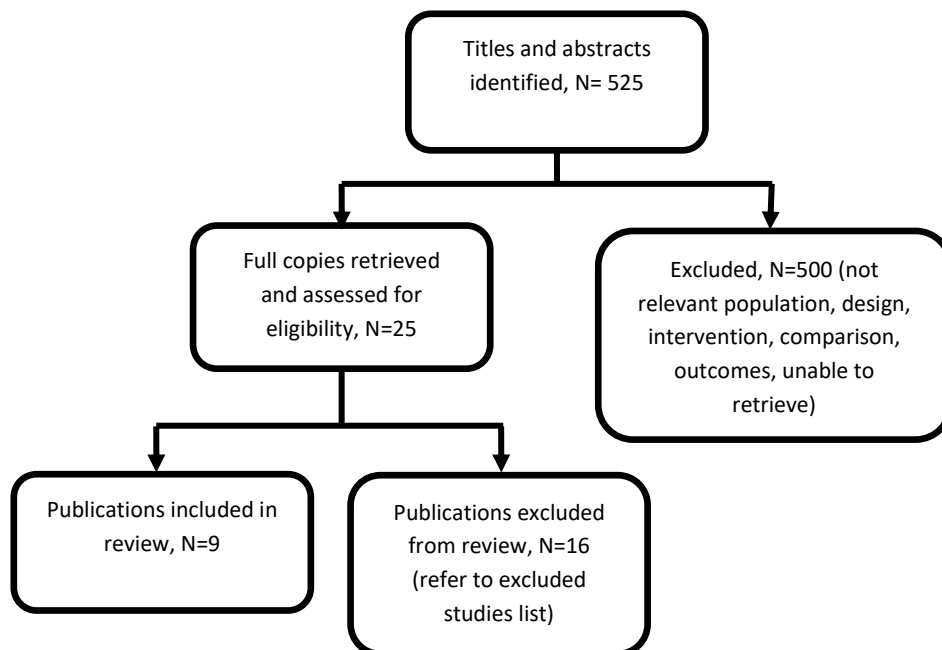 Titles and abstracts
identified, N= 525
Full copies retrieved
and assessed for
eligibility, N=25
Excluded, N=500 (not
relevant population, design,
intervention, comparison,
outcomes, unable to
retrieve)
Publications included in
review, N=9
Publications excluded
from review, N=16
(refer to excluded
studies list)